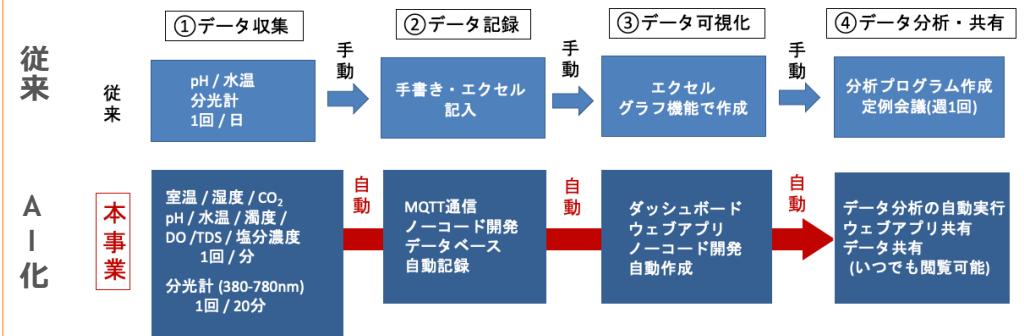 ①データ収集
②データ記録
③データ可視化
④データ分析・共有
従来
従来
pH / 水温
分光計
1回 / 日
手動
手書き・エクセル
記入
手動
エクセル
グラフ機能で作成
手動
分析プログラム作成
定例会議(週1回)
AI化
本事業
室温 / 湿度 / CO₂
pH / 水温 / 濁度 /
DO /TDS / 塩分濃度
1回 / 分
分光計 (380-780nm)
1回 / 20分
自動
MQTT通信
ノーコード開発
データベース
自動記録
自動
ダッシュボード
ウェブアプリ
ノーコード開発
自動作成
自動
データ分析の自動実行
ウェブアプリ共有
データ共有
(いつでも閲覧可能)